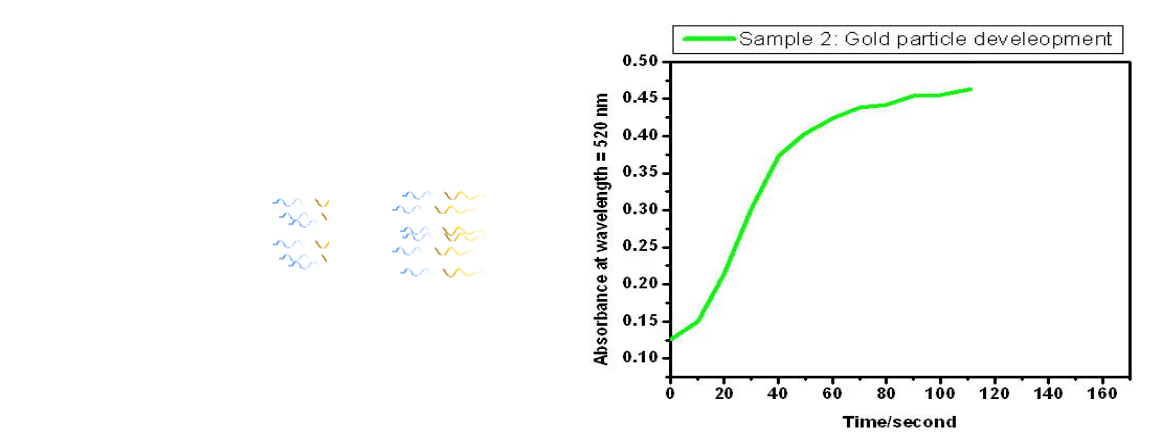 Sample 2: Gold particle develeopment
0.50
0.45
0.40
0.35
0.30
0.25
0.20
0.15
0.10
Absorbance at wavelength = 520 nm
0 20 40 60 80 100 120 140 160
Time/second